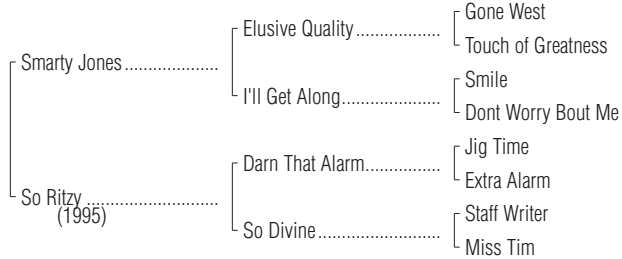 Gone West
Elusive Quality..................
Touch of Greatness
Smarty Jones....................
Smile
I'll Get Along.....................
Dont Worry Bout Me
Jig Time
Darn That Alarm................
Extra Alarm
So Ritzy ............................
(1995)
Staff Writer
So Divine..........................
Miss Tim